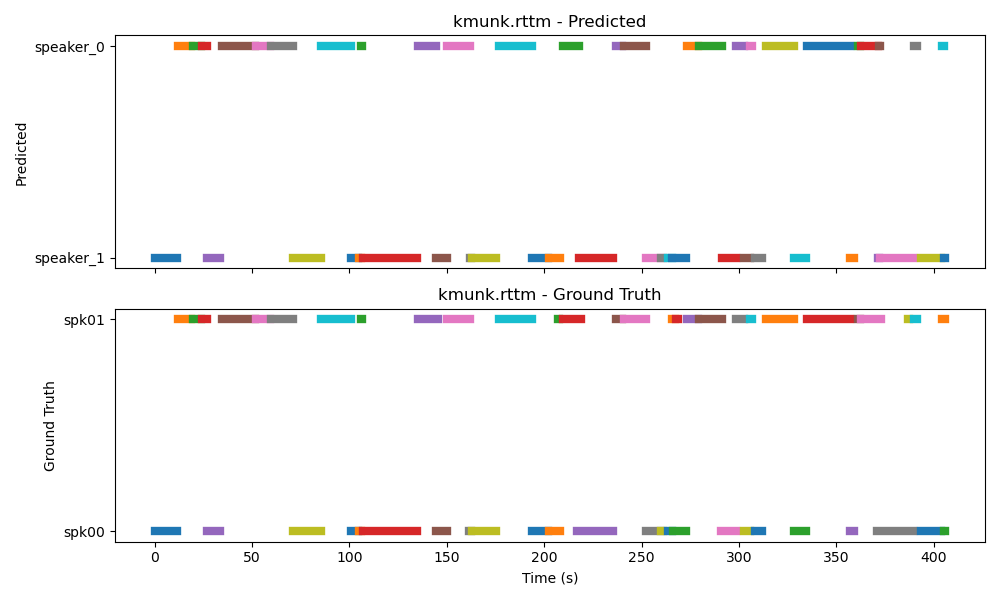 kmunk.rttm - Predicted
speaker_0
Predicted
speaker_1
kmunk.rttm - Ground Truth
spk01
Ground Truth
spk00
0 50 100 150 200 250 300 350 400
Time (s)